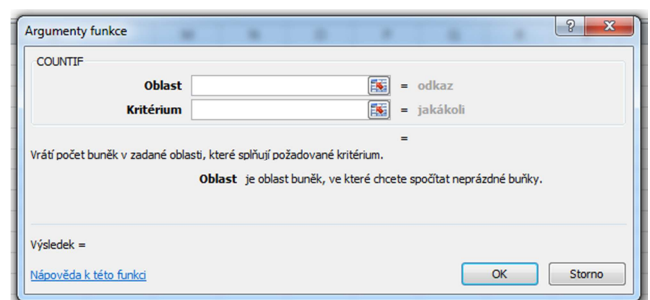 Argumenty funkce
COUNTIF
Oblast = odkaz
Kritérium = jakákoli
=
Vrátí počet buněk v zadané oblasti, které splňují požadované kritérium.
Oblast je oblast buněk, ve které chcete spočítat neprázdné buňky.
Výsledek =
Nápověda k této funkci
OK Storno